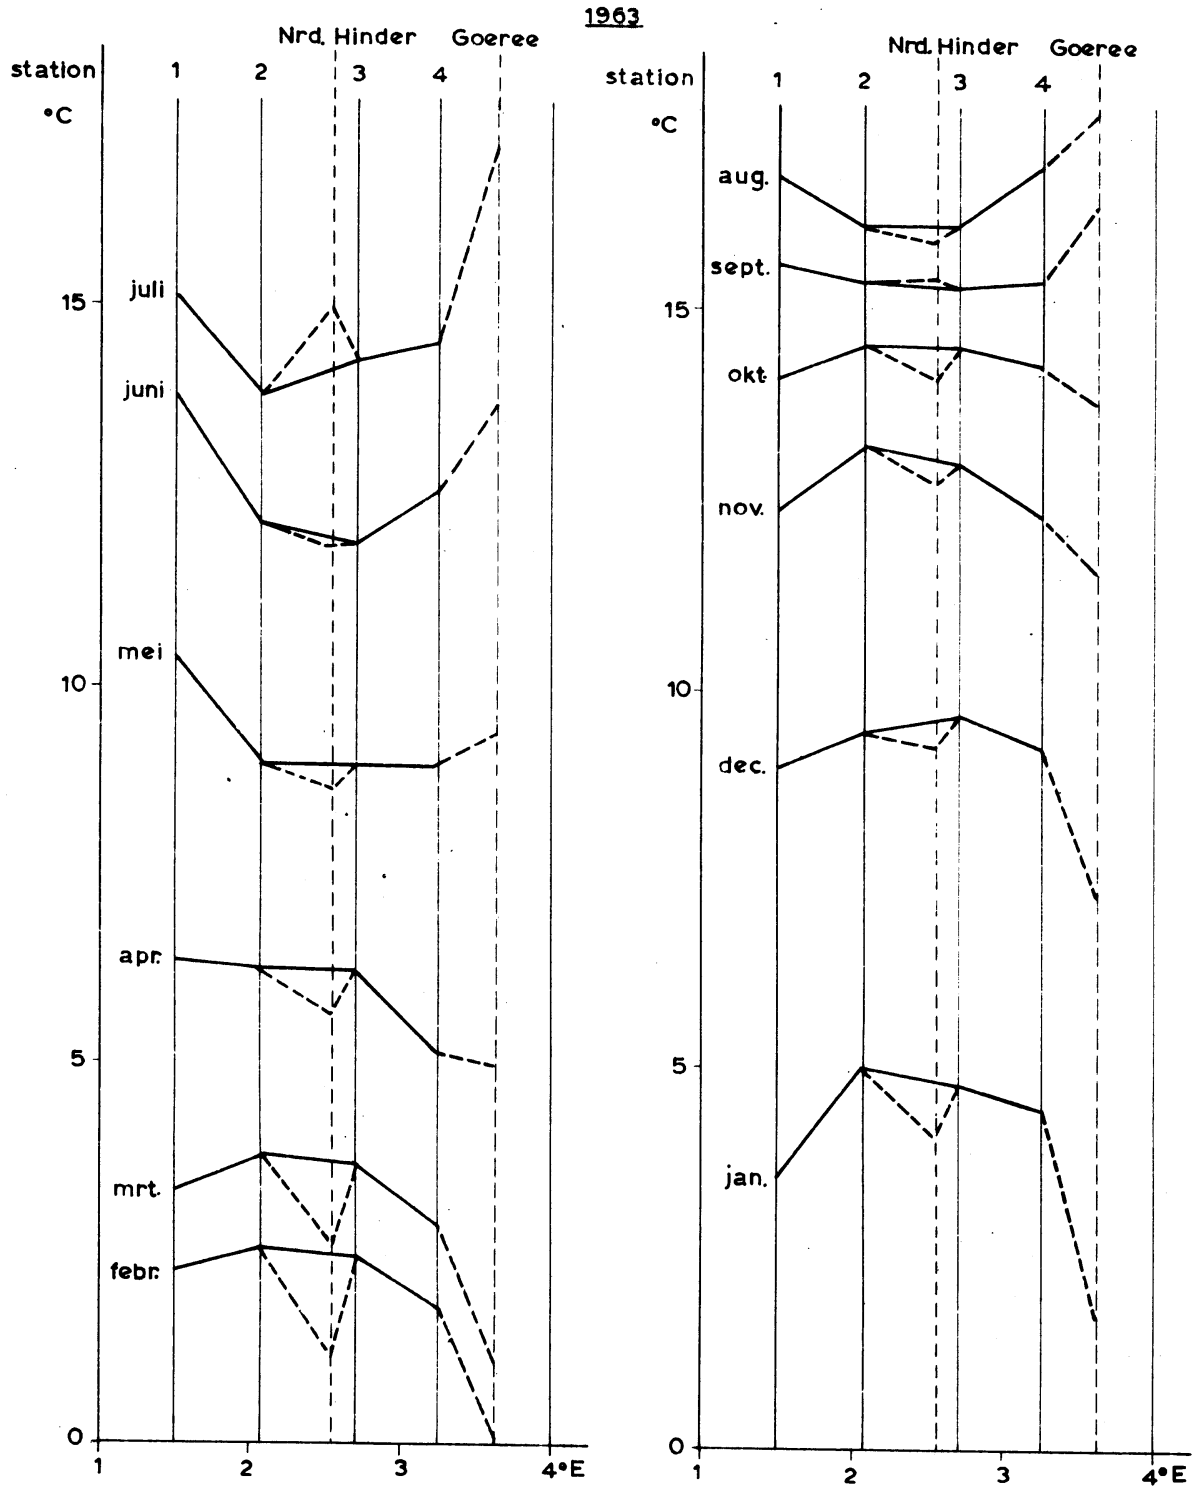 1963
Nrd. Hinder Goeree
station 1 2 3 4
°C
juli
15
juni
mei
10
apr.
5
mrt.
febr.
0
1 2 3 4°E
Nrd. Hinder Goeree
station 1 2 3 4
°C
aug.
sept.
15
okt.
nov.
10
dec.
5
jan.
0
1 2 3 4°E